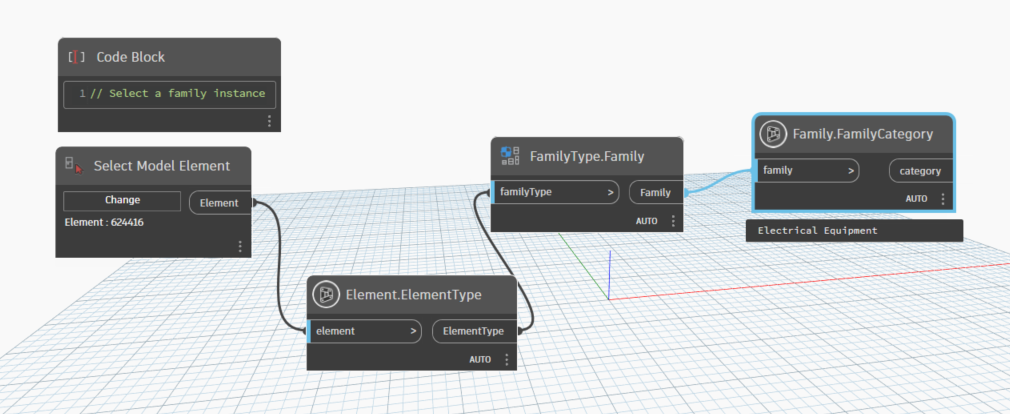 [ ] Code Block
1 // Select a family instance
Select Model Element
Change
Element
Element : 624416
Element.ElementType
element >
ElementType
AUTO
FamilyType.Family
familyType >
Family
AUTO
Family.FamilyCategory
family >
category
AUTO
Electrical Equipment